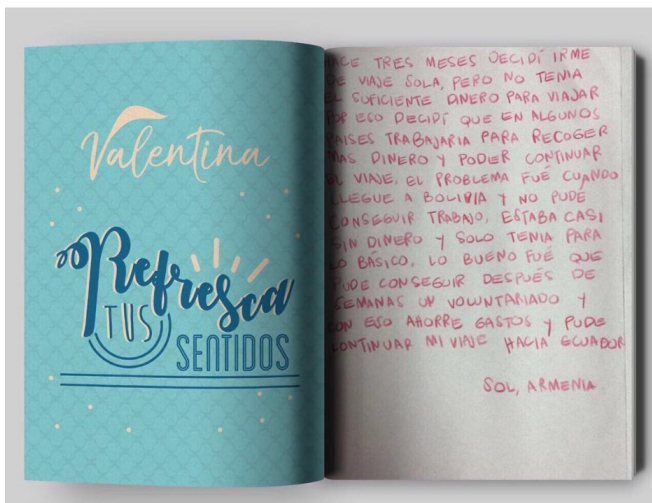 Valentina
Refresca
TUS
SENTIDOS
HACE TRES MESES DECIDÍ IRME
DE VIAJE SOLA, PERO NO TENIA
EL SUFICIENTE DINERO PARA VIAJAR
POR ESO DECIDÍ QUE EN ALGUNOS
PAISES TRABAJARIA PARA RECOGER
MAS DINERO Y PODER CONTINUAR
EL VIAJE, EL PROBLEMA FUÉ CUANDO
LLEGUE A BOLIVIA Y NO PUDE
CONSEGUIR TRABAJO, ESTABA CASI
SIN DINERO Y SOLO TENIA PARA
LO BÁSICO, LO BUENO FUÉ QUE
PUDE CONSEGUIR DESPUÉS DE
SEMANAS UN VOLUNTARIADO Y
CON ESO AHORRE GASTOS Y PUDE
CONTINUAR MI VIAJE HACIA ECUADOR
SOL, ARMENIA.